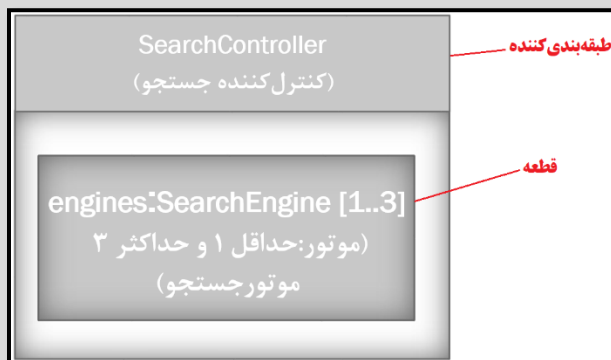 SearchController
(کنترل‌کننده جستجو)
طبقه‌بندی‌کننده
قطعه
engines:SearchEngine [1..3]
(موتور:حداقل ۱ و حداکثر ۳
موتورجستجو)